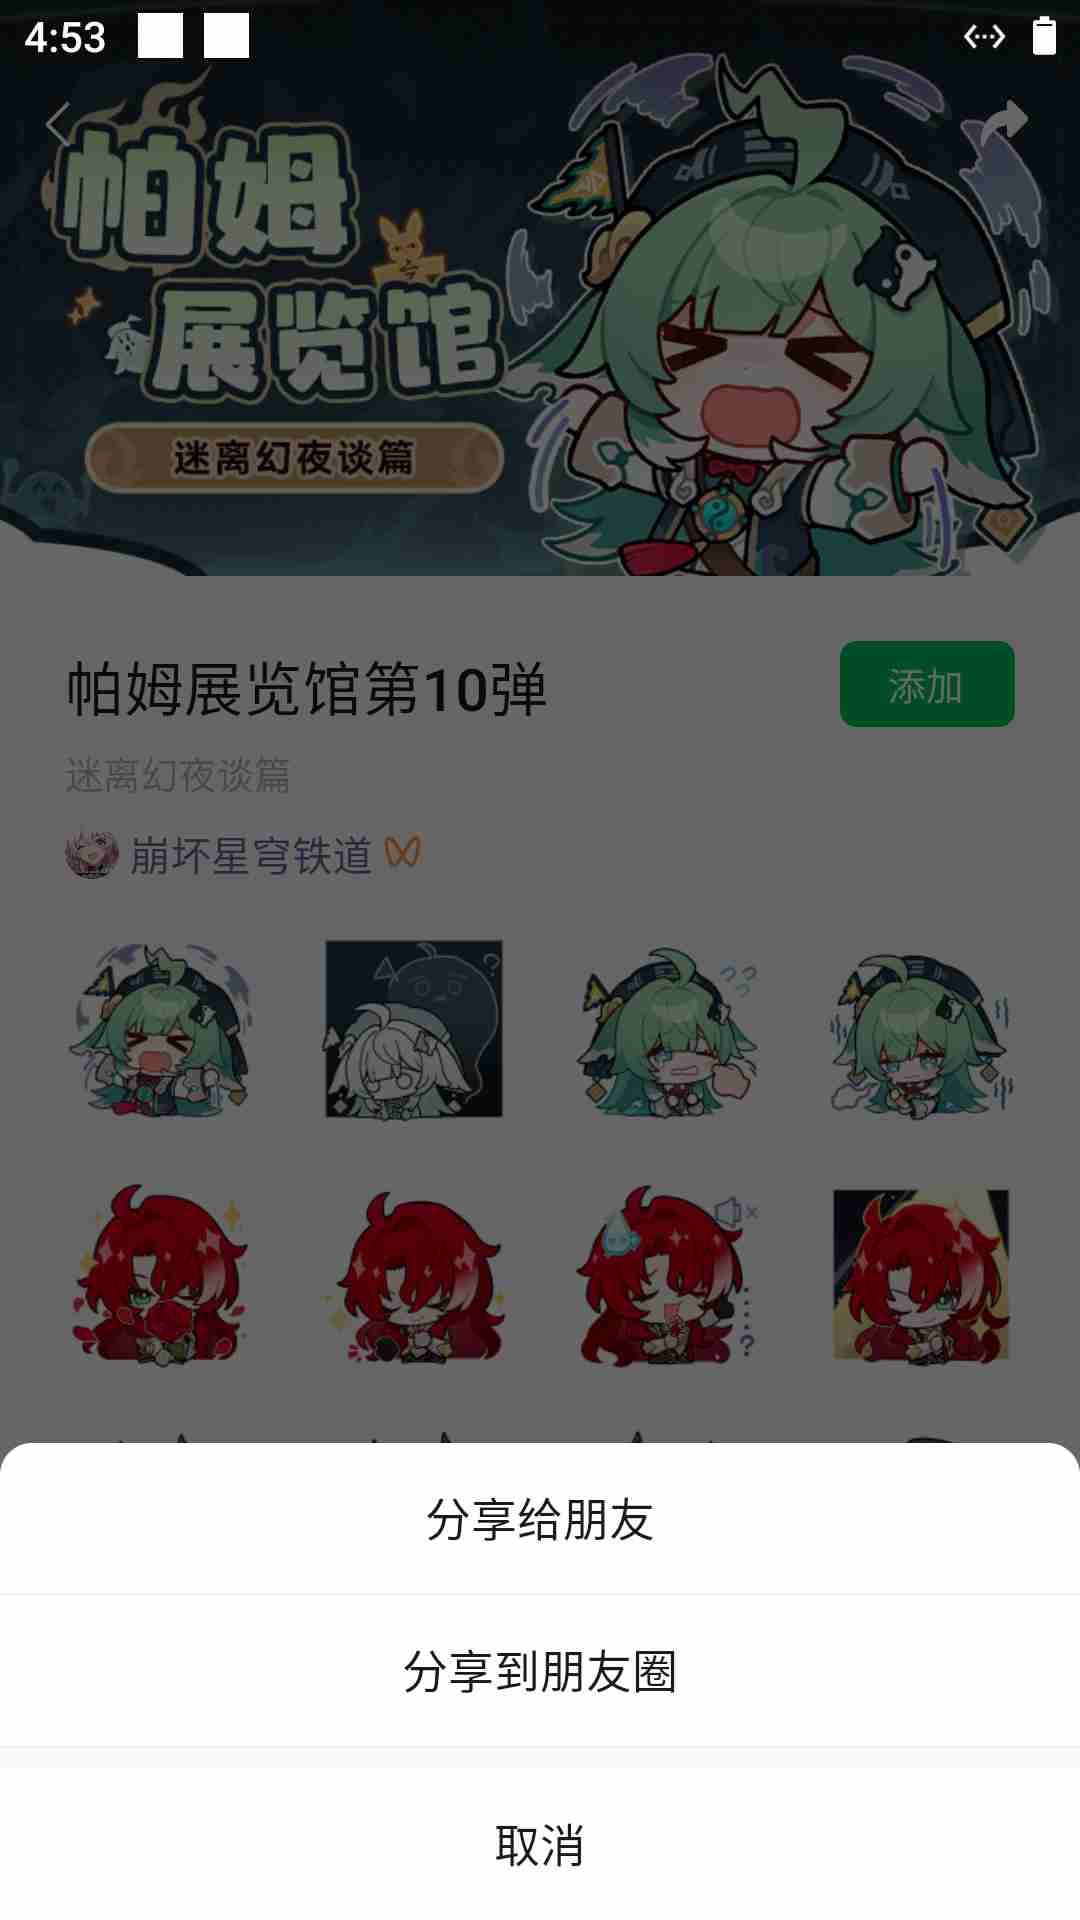 4:53
帕姆
展览馆
迷离幻夜谈篇
帕姆展览馆第10弹
添加
迷离幻夜谈篇
崩坏星穹铁道
分享给朋友
分享到朋友圈
取消